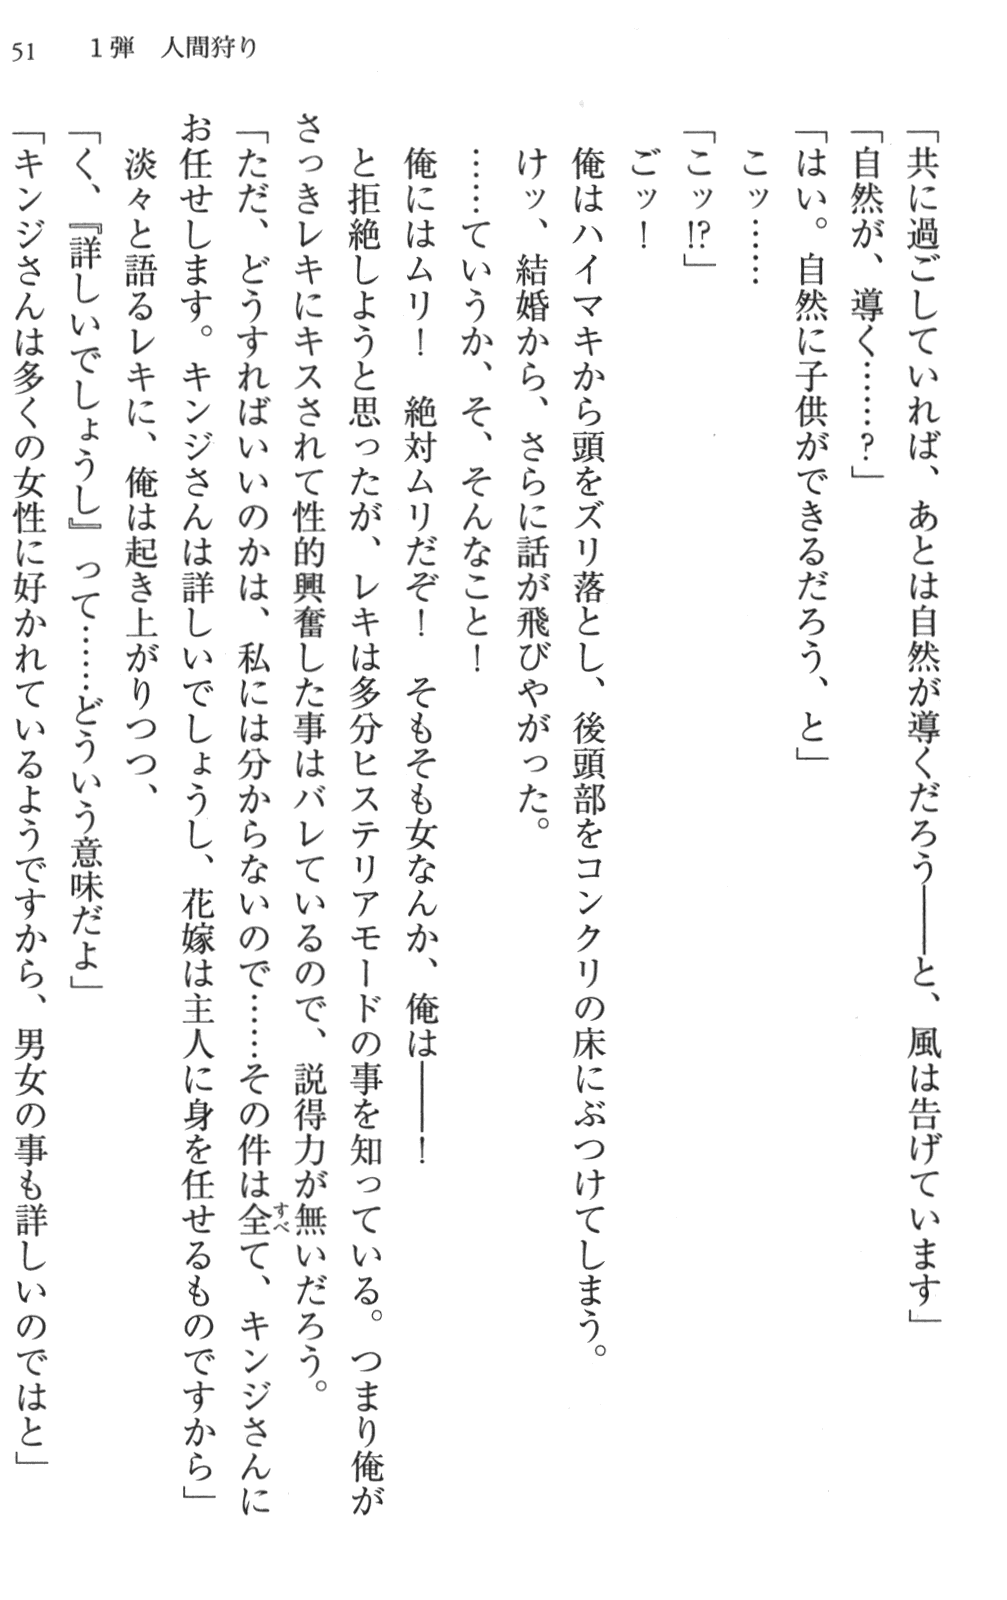 51　1弾　人間狩り
「共に過ごしていれば、あとは自然が導くだろう――と、風は告げています」
「自然が、導く……？」
「はい。自然に子供ができるだろう、と」
こッ……
「こッ!?」
ごッ！
俺はハイマキから頭をズリ落とし、後頭部をコンクリの床にぶつけてしまう。
けッ、結婚から、さらに話が飛びやがった。
……ていうか、そ、そんなこと！
俺にはムリ！　絶対ムリだぞ！　そもそも女なんか、俺は――！
と拒絶しようと思ったが、レキは多分ヒステリアモードの事を知っている。つまり俺が
さっきレキにキスされて性的興奮した事はバレているので、説得力が無いだろう。
「ただ、どうすればいいのかは、私には分からないので……その件は全て、キンジさんに
すべ
お任せします。キンジさんは詳しいでしょうし、花嫁は主人に身を任せるものですから」
淡々と語るレキに、俺は起き上がりつつ、
「く、『詳しいでしょうし』って……どういう意味だよ」
「キンジさんは多くの女性に好かれているようですから、男女の事も詳しいのではと」